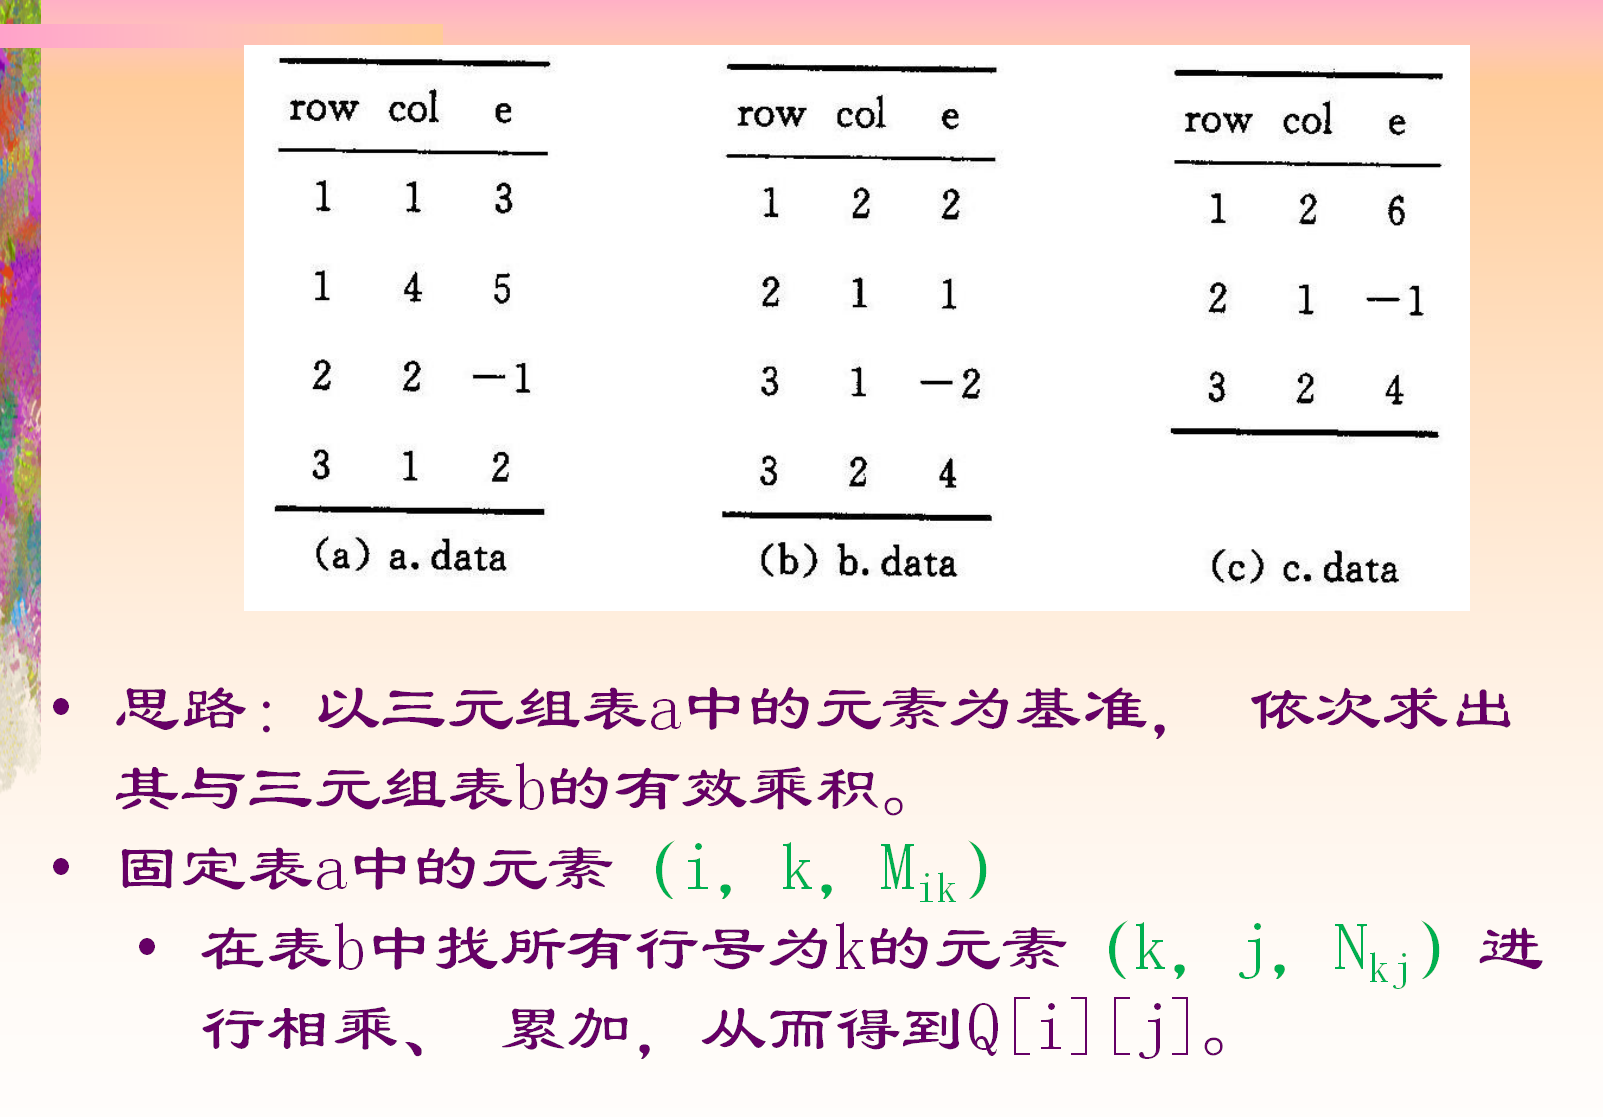 row col e
1 1 3
1 4 5
2 2 −1
3 1 2
(a) a.data
row col e
1 2 2
2 1 1
3 1 −2
3 2 4
(b) b.data
row col e
1 2 6
2 1 −1
3 2 4
(c) c.data
• 思路: 以三元组表a中的元素为基准, 依次求出
其与三元组表b的有效乘积。
• 固定表a中的元素 (i, k, Mik)
• 在表b中找所有行号为k的元素 (k, j, Nkj) 进
行相乘、 累加, 从而得到Q[i][j]。